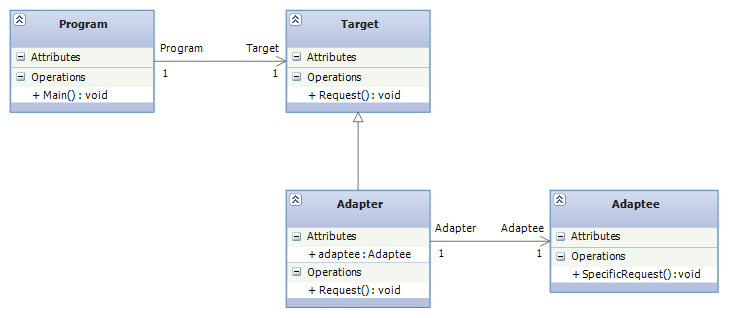 Program
Attributes
Operations
+ Main() : void
Program
Target
1
1
Target
Attributes
Operations
+ Request() : void
Adapter
Attributes
+ adaptee : Adaptee
Operations
+ Request() : void
Adapter
Adaptee
1
1
Adaptee
Attributes
Operations
+ SpecificRequest() : void